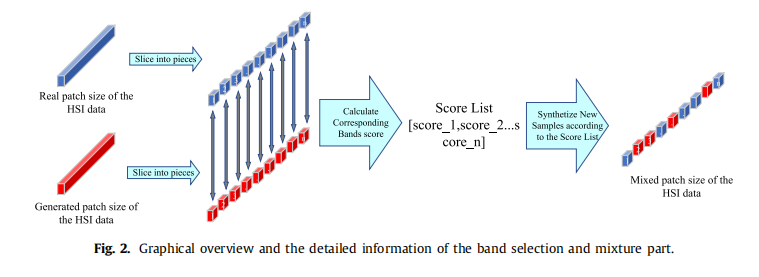 Real patch size of the
HSI data
Slice into pieces
Generated patch size of
the HSI data
Slice into pieces
Calculate
Corresponding
Bands score
Score List
[score_1,score_2...s
core_n]
Synthetize New
Samples according
to the Score List
Mixed patch size of the
HSI data
Fig. 2. Graphical overview and the detailed information of the band selection and mixture part.